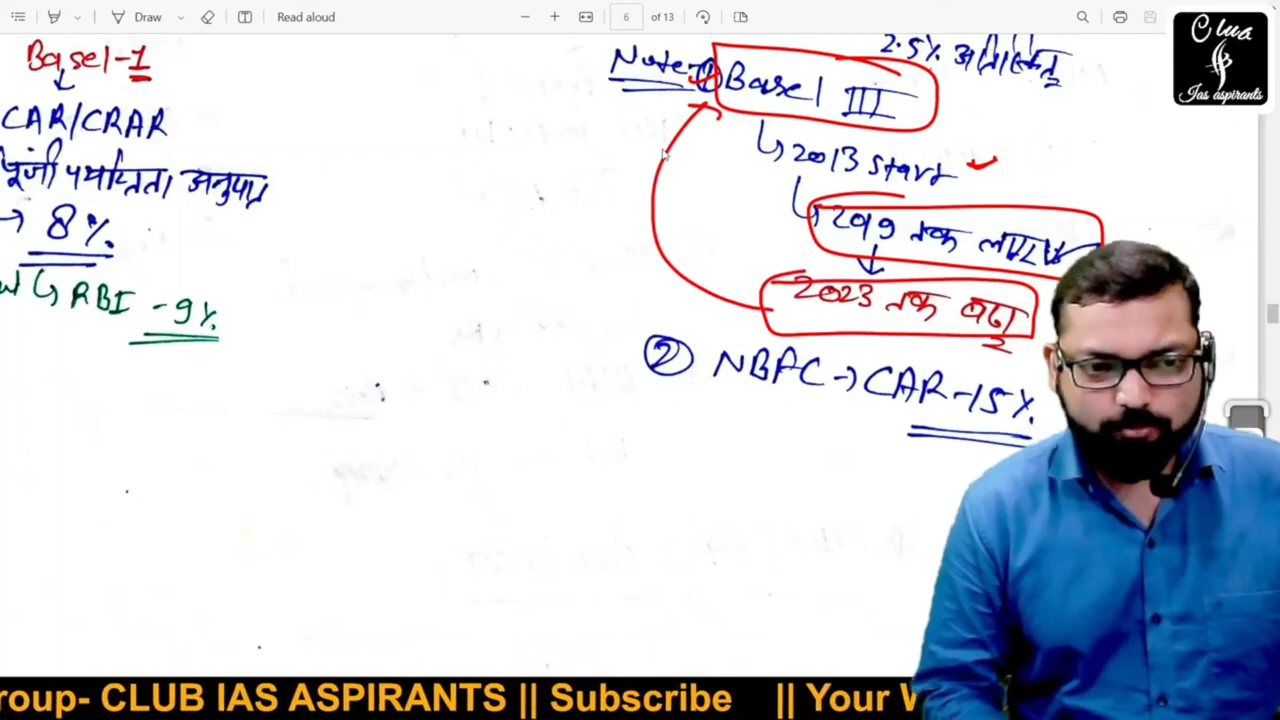 Draw
Read aloud
6
of 13
Clua
Ias aspirants
Basel-1
CAR/CRAR
पूंजी पर्याप्तता अनुपात
→ 8%.
↳ RBI - 9%.
2.5%
Note-① Basel III
↳ 2013 start ✓
↳ 2019 तक
2023 तक बढ़ा
② NBFC → CAR-15%.
roup- CLUB IAS ASPIRANTS || Subscribe || Your W